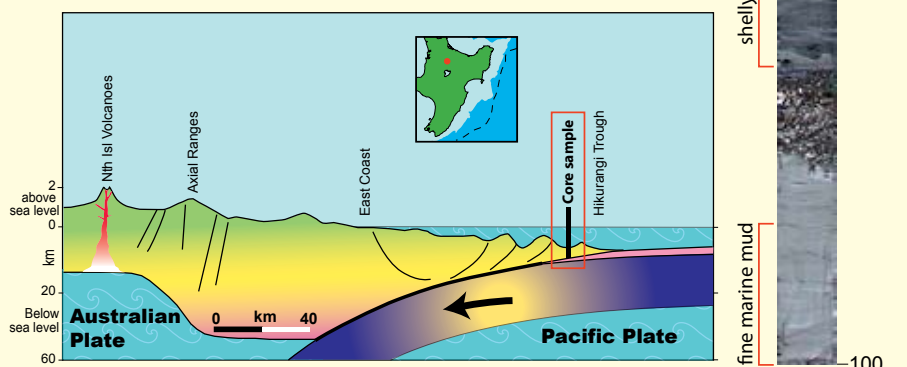 Nth Isl Volcanoes
Axial Ranges
East Coast
Core sample
Hikurangi Trough
2
above
sea level
0
km
20
Below
sea level
60
Australian
Plate
0 km 40
Pacific Plate
shelly
fine marine mud
100